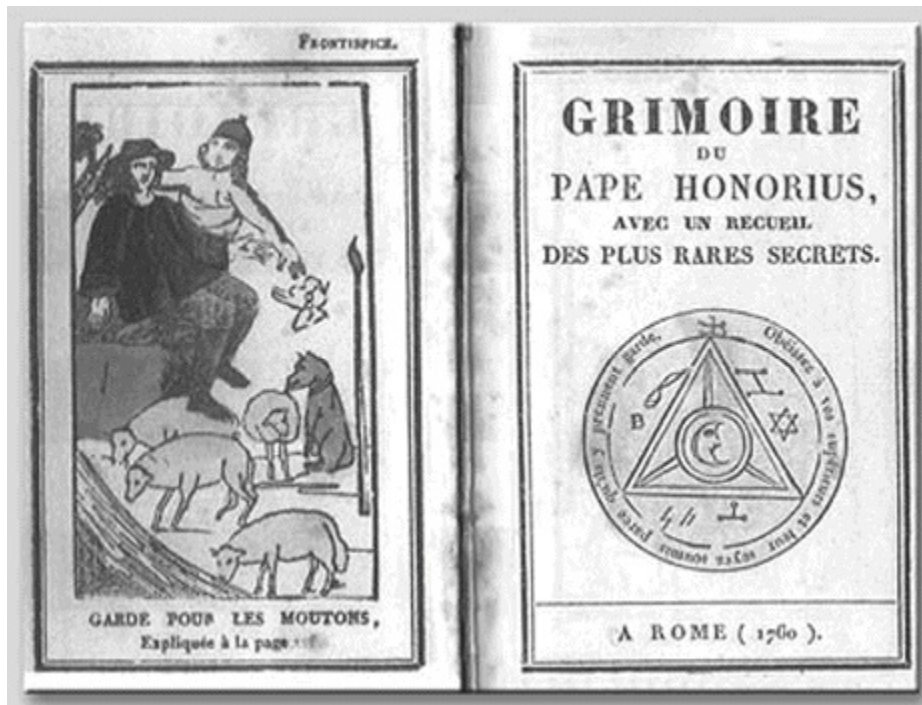 FRONTISPICE.
GARDE POUR LES MOUTONS,
Expliquée à la page
GRIMOIRE
DU
PAPE HONORIUS,
AVEC UN RECUEIL
DES PLUS RARES SECRETS.
Obéissez à vos supérieurs et leur soyez soumis parce qu'ils y prennent garde.
B
A ROME ( 1760 ).